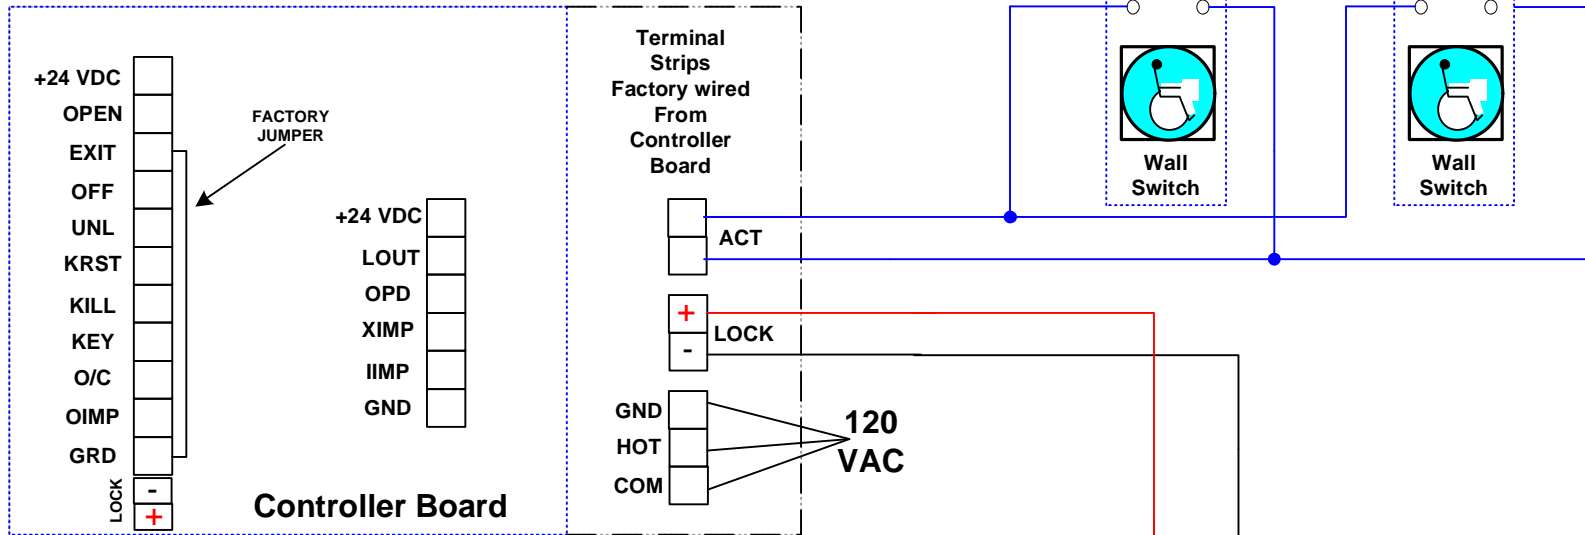 +24 VDC
OPEN
EXIT
OFF
UNL
KRST
KILL
KEY
O/C
OIMP
GRD
LOCK
-
+
FACTORY
JUMPER
+24 VDC
LOUT
OPD
XIMP
IIMP
GND
Controller Board
Terminal
Strips
Factory wired
From
Controller
Board
ACT
+
-
LOCK
GND
HOT
COM
120
VAC
Wall
Switch
Wall
Switch